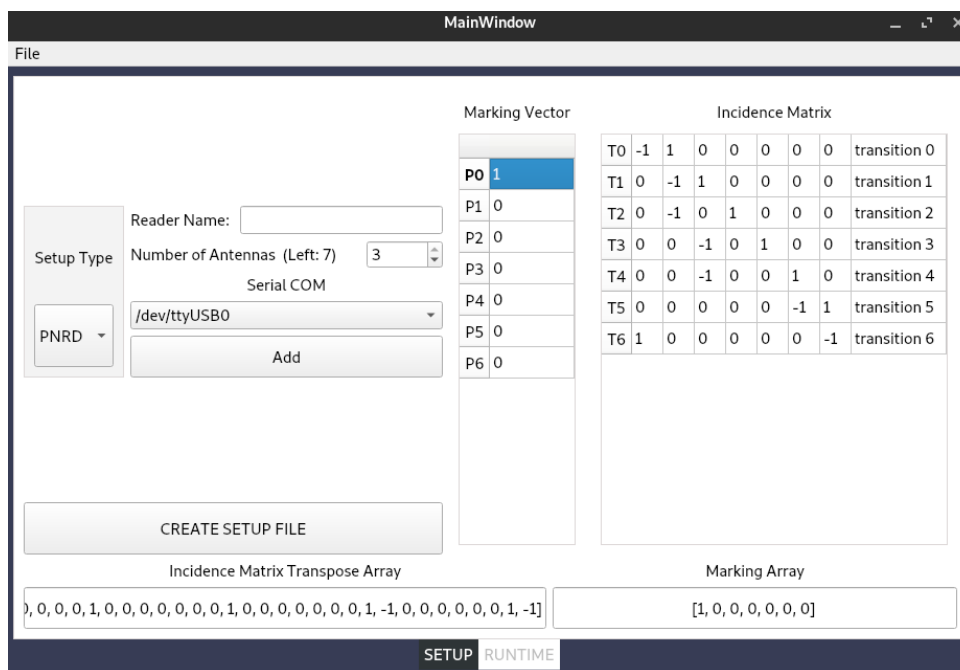 MainWindow
File
Marking Vector
Incidence Matrix
T0 -1 1 0 0 0 0 0 transition 0
P0 1
T1 0 -1 1 0 0 0 0 transition 1
P1 0
T2 0 -1 0 1 0 0 0 transition 2
Reader Name:
P2 0
T3 0 0 -1 0 1 0 0 transition 3
Setup Type
Number of Antennas (Left: 7) 3
P3 0
T4 0 0 -1 0 0 1 0 transition 4
Serial COM
P4 0
T5 0 0 0 0 0 -1 1 transition 5
/dev/ttyUSB0
PNRD
P5 0
T6 1 0 0 0 0 0 -1 transition 6
Add
P6 0
CREATE SETUP FILE
Incidence Matrix Transpose Array
Marking Array
, 0, 0, 0, 1, 0, 0, 0, 0, 0, 0, 0, 1, 0, 0, 0, 0, 0, 0, 0, 1, -1, 0, 0, 0, 0, 0, 0, 1, -1]
[1, 0, 0, 0, 0, 0, 0]
SETUP RUNTIME